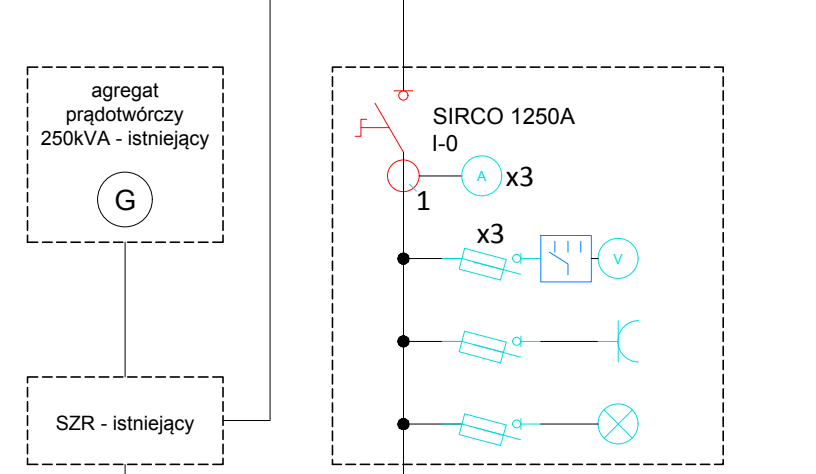 agregat
prądotwórczy
250kVA - istniejący
G
SZR - istniejący
SIRCO 1250A
I-0
A x3
1
x3
V